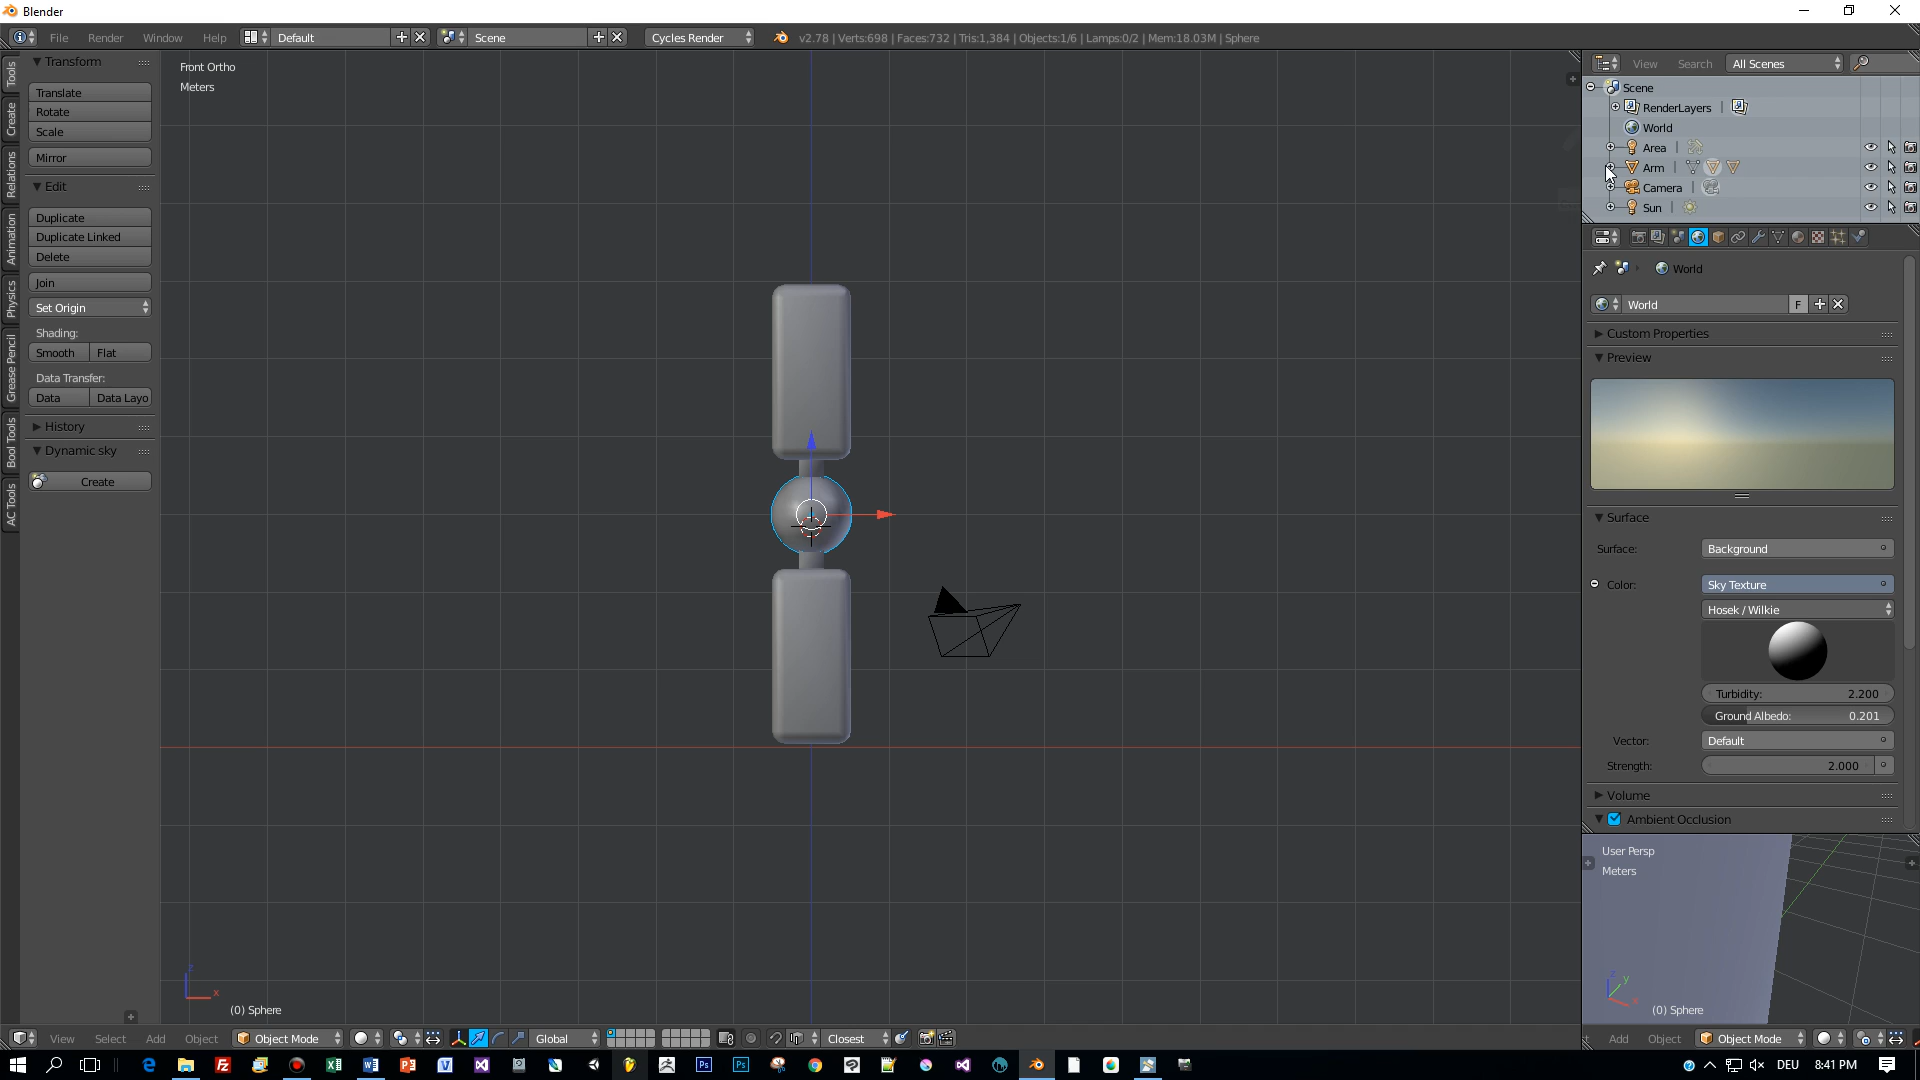 Blender
File Render Window Help Default Scene Cycles Render v2.78 | Verts:698 | Faces:732 | Tris:1,384 | Objects:1/6 | Lamps:0/2 | Mem:18.03M | Sphere
Tools
Create
Relations
Animation
Physics
Grease Pencil
Bool Tools
AC Tools
Transform
Translate
Rotate
Scale
Mirror
Edit
Duplicate
Duplicate Linked
Delete
Join
Set Origin
Shading:
Smooth Flat
Data Transfer:
Data Data Layo
History
Dynamic sky
Create
Front Ortho
Meters
z
x
(0) Sphere
View Select Add Object Object Mode Global Closest
View Search All Scenes
Scene
RenderLayers |
World
Area |
Arm |
Camera |
Sun |
World
World F
Custom Properties
Preview
Surface
Surface: Background
Color: Sky Texture
Hosek / Wilkie
Turbidity: 2.200
Ground Albedo: 0.201
Vector: Default
Strength: 2.000
Volume
Ambient Occlusion
User Persp
Meters
z
y
x
(0) Sphere
Add Object Object Mode
DEU 8:41 PM